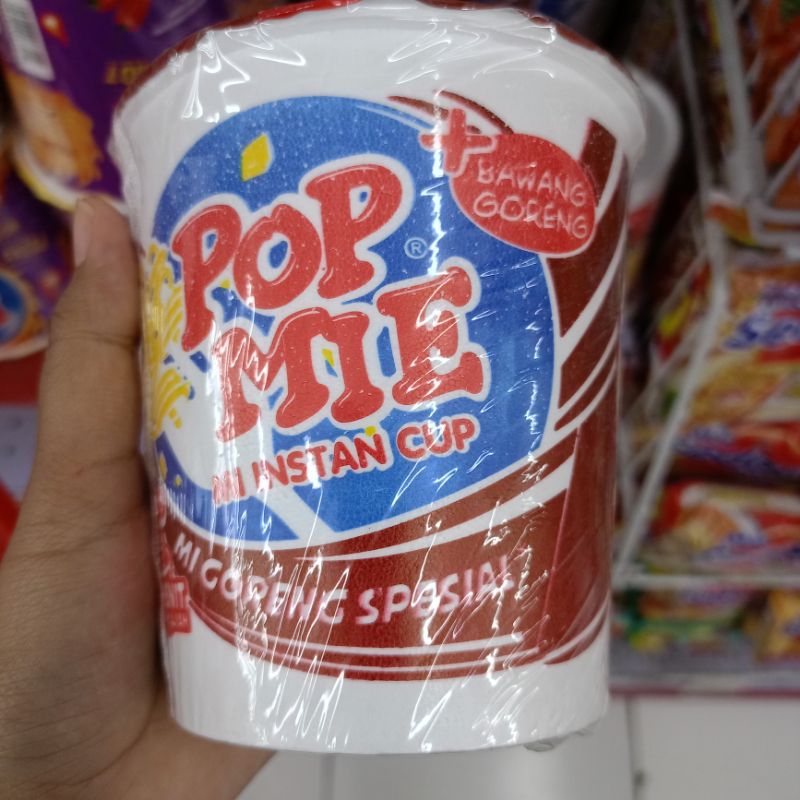 +
BAWANG
GORENG
POP
MIE®
MI INSTAN CUP
MI GORENG SPESIAL